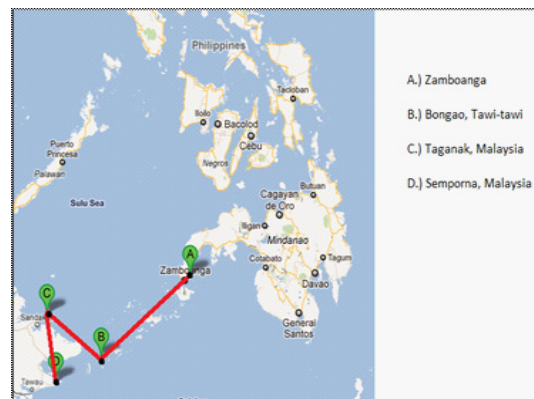 Philippines
Tacloban
Iloilo
Bacolod
Cebu
Puerto
Princesa
Palawan
Negros
Sulu Sea
Butuan
Cagayan
de Oro
Iligan
Mindanao
Cotabato
Tagum
Davao
General
Santos
A
Zamboanga
C
Sandak
B
D
Tawau
A.) Zamboanga
B.) Bongao, Tawi-tawi
C.) Taganak, Malaysia
D.) Semporna, Malaysia